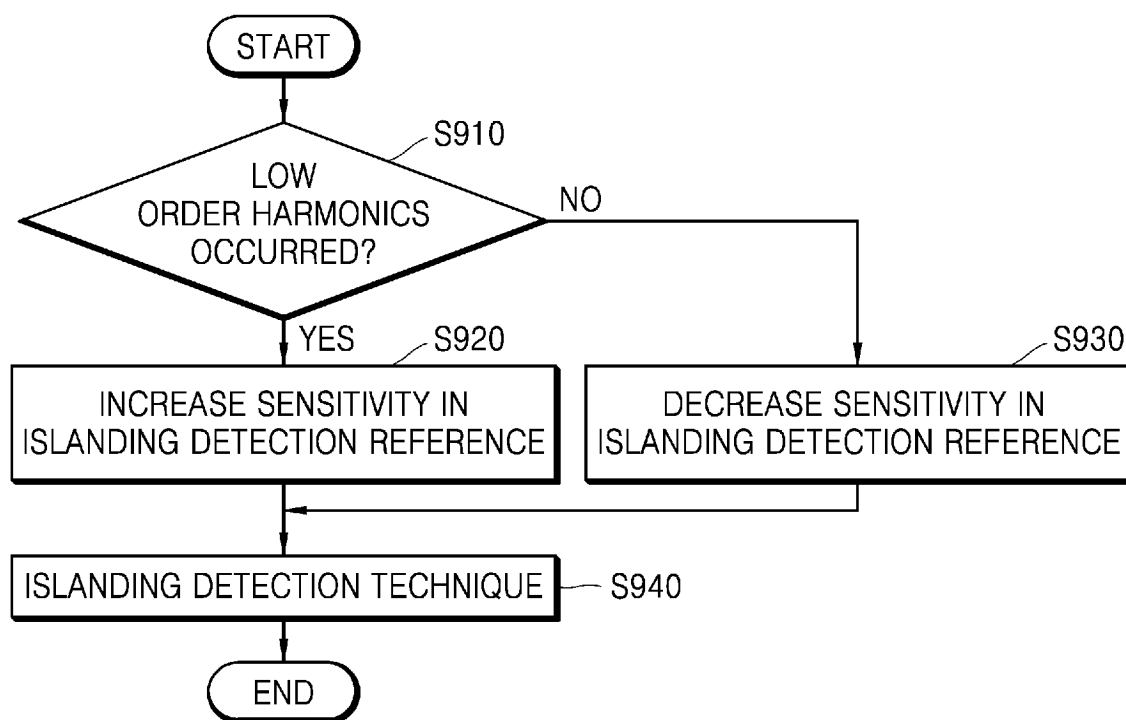 START
S910
LOW
ORDER HARMONICS
OCCURRED?
NO
YES
S920
S930
INCREASE SENSITIVITY IN
ISLANDING DETECTION REFERENCE
DECREASE SENSITIVITY IN
ISLANDING DETECTION REFERENCE
ISLANDING DETECTION TECHNIQUE
S940
END